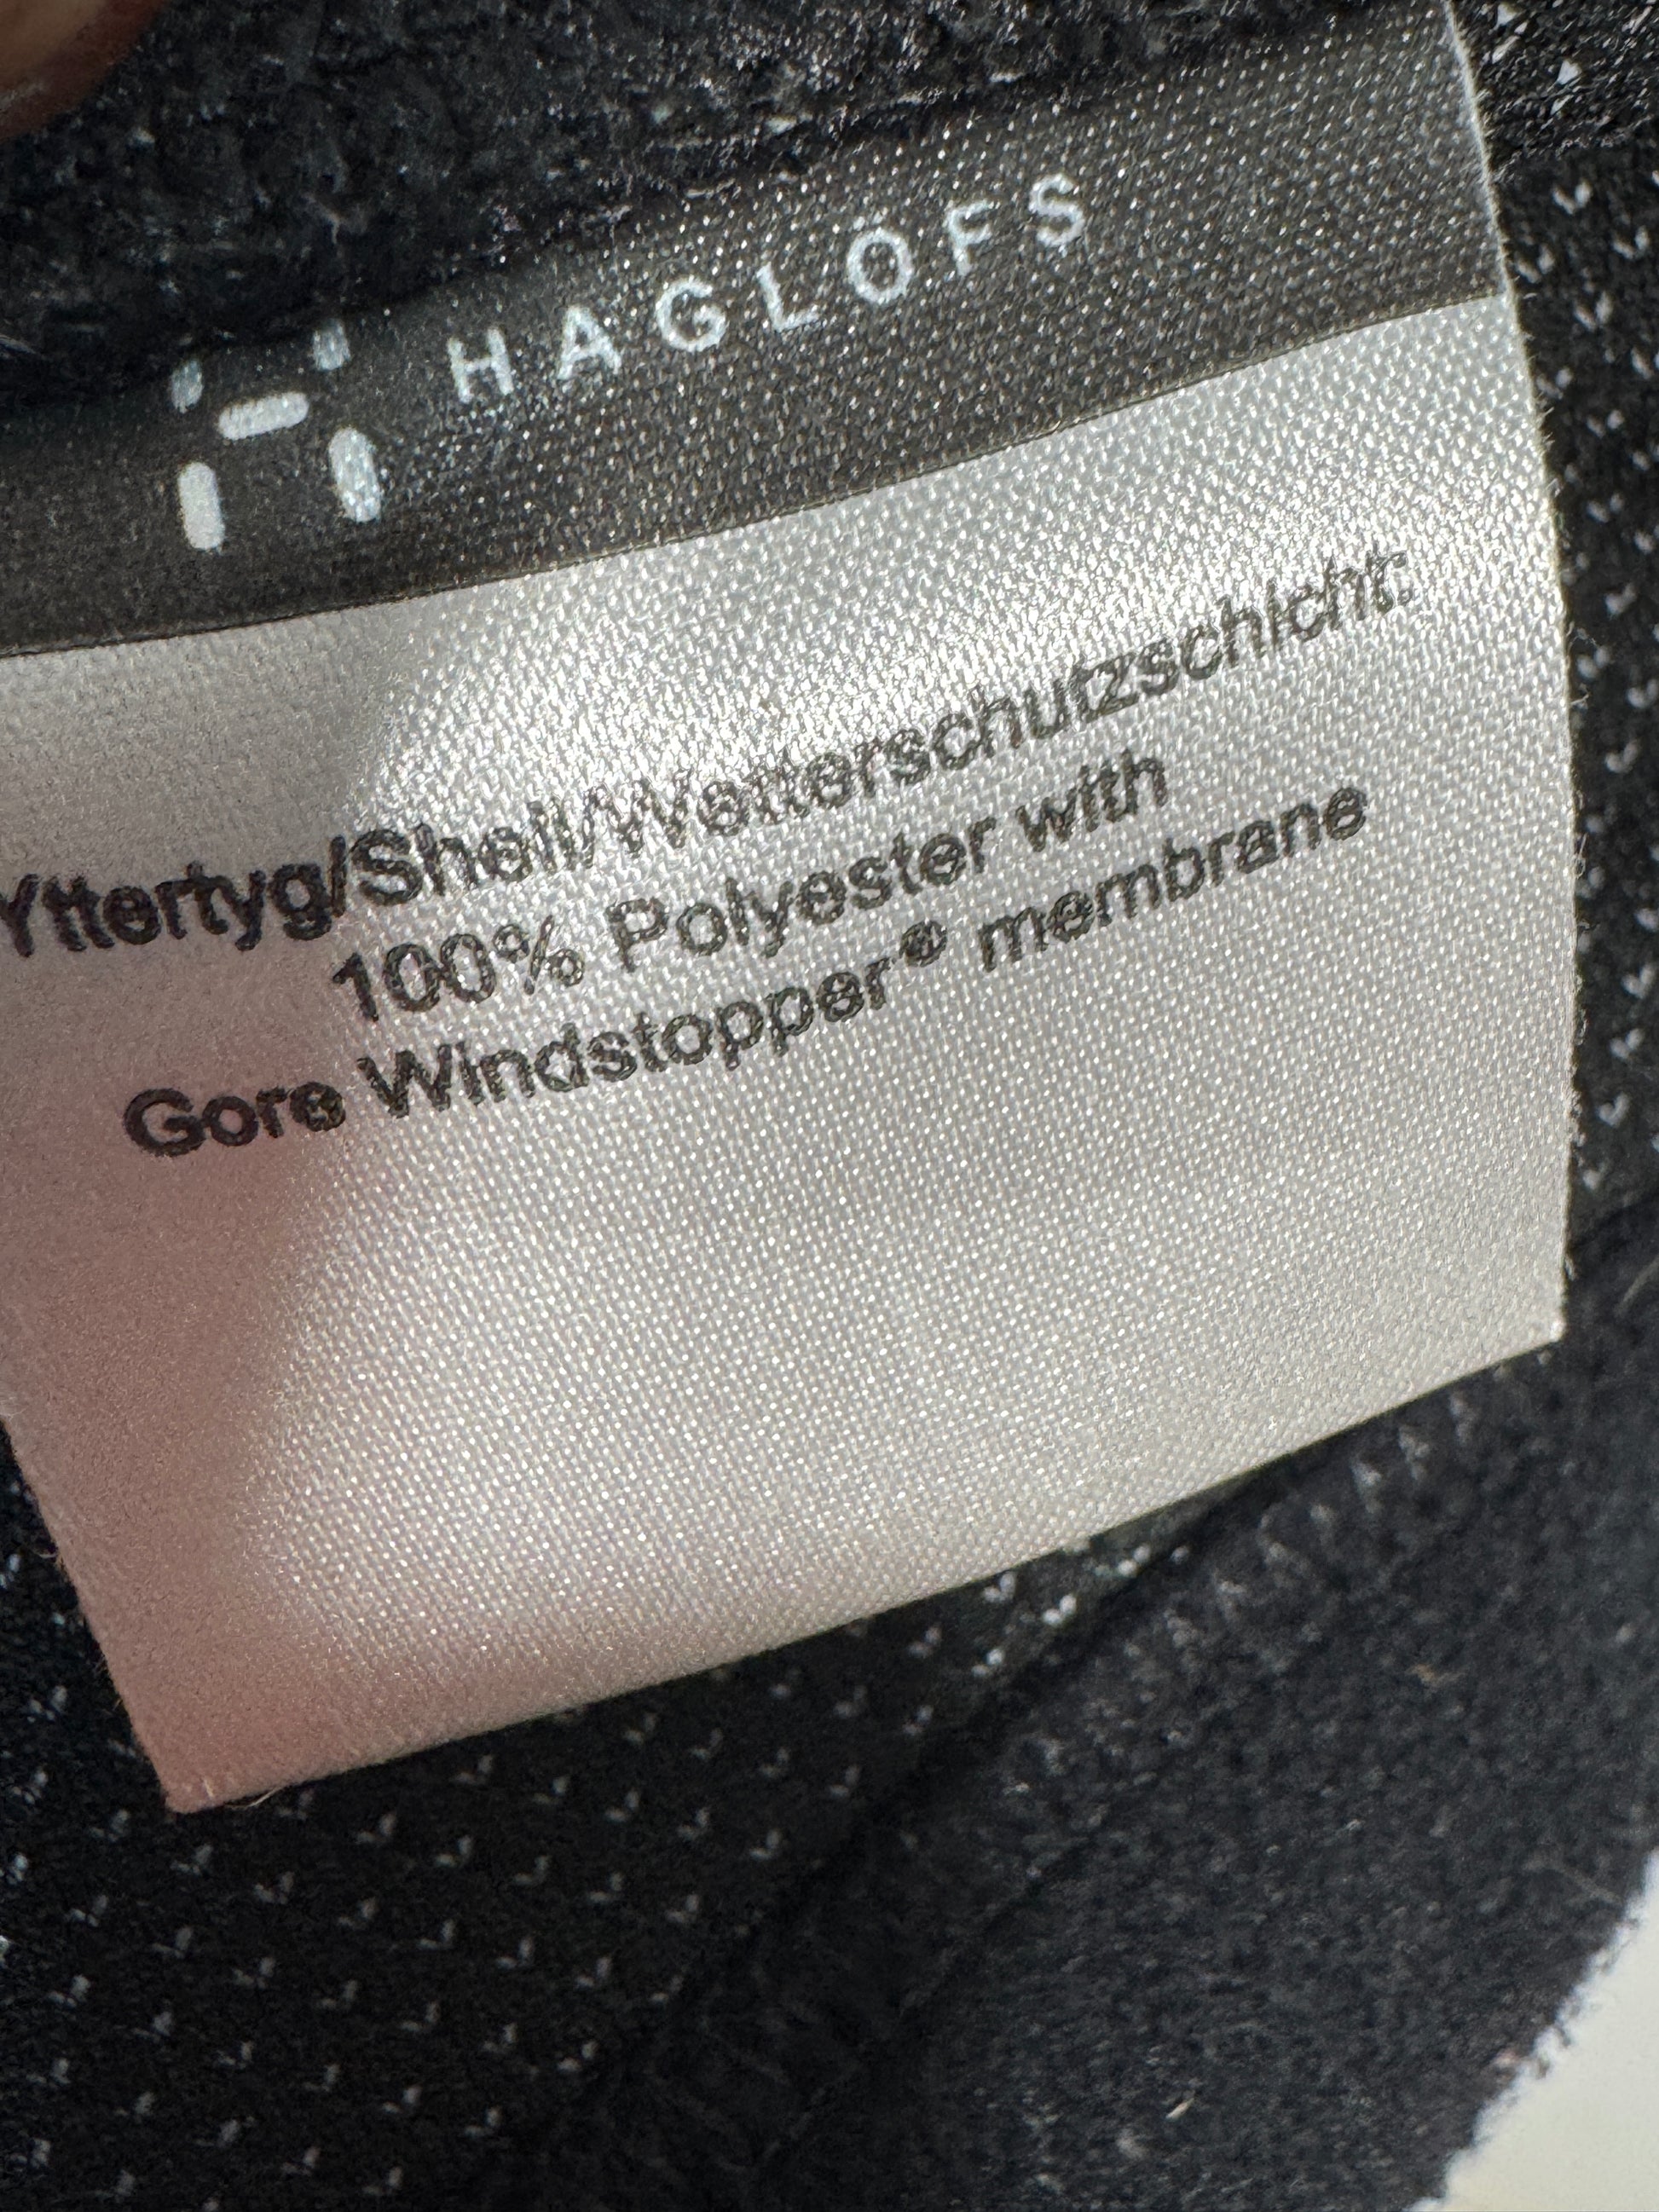 HAGLÖFS
Yttertyg/Shell/Wetterschutzschicht:
100% Polyester with
Gore Windstopper® membrane